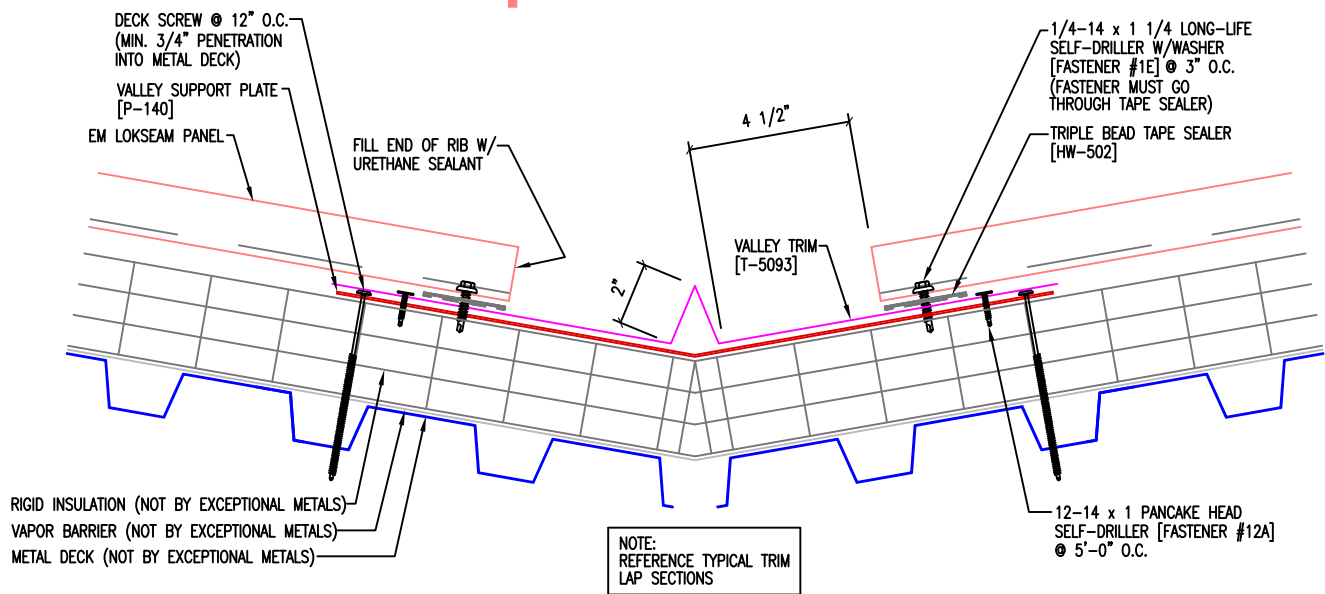 DECK SCREW @ 12" O.C.
(MIN. 3/4" PENETRATION
INTO METAL DECK)
VALLEY SUPPORT PLATE
[P-140]
EM LOKSEAM PANEL
FILL END OF RIB W/
URETHANE SEALANT
2"
4 1/2"
VALLEY TRIM
[T-5093]
1/4-14 x 1 1/4 LONG-LIFE
SELF-DRILLER W/WASHER
[FASTENER #1E] @ 3" O.C.
(FASTENER MUST GO
THROUGH TAPE SEALER)
TRIPLE BEAD TAPE SEALER
[HW-502]
RIGID INSULATION (NOT BY EXCEPTIONAL METALS)
VAPOR BARRIER (NOT BY EXCEPTIONAL METALS)
METAL DECK (NOT BY EXCEPTIONAL METALS)
NOTE:
REFERENCE TYPICAL TRIM
LAP SECTIONS
12-14 x 1 PANCAKE HEAD
SELF-DRILLER [FASTENER #12A]
@ 5'-0" O.C.